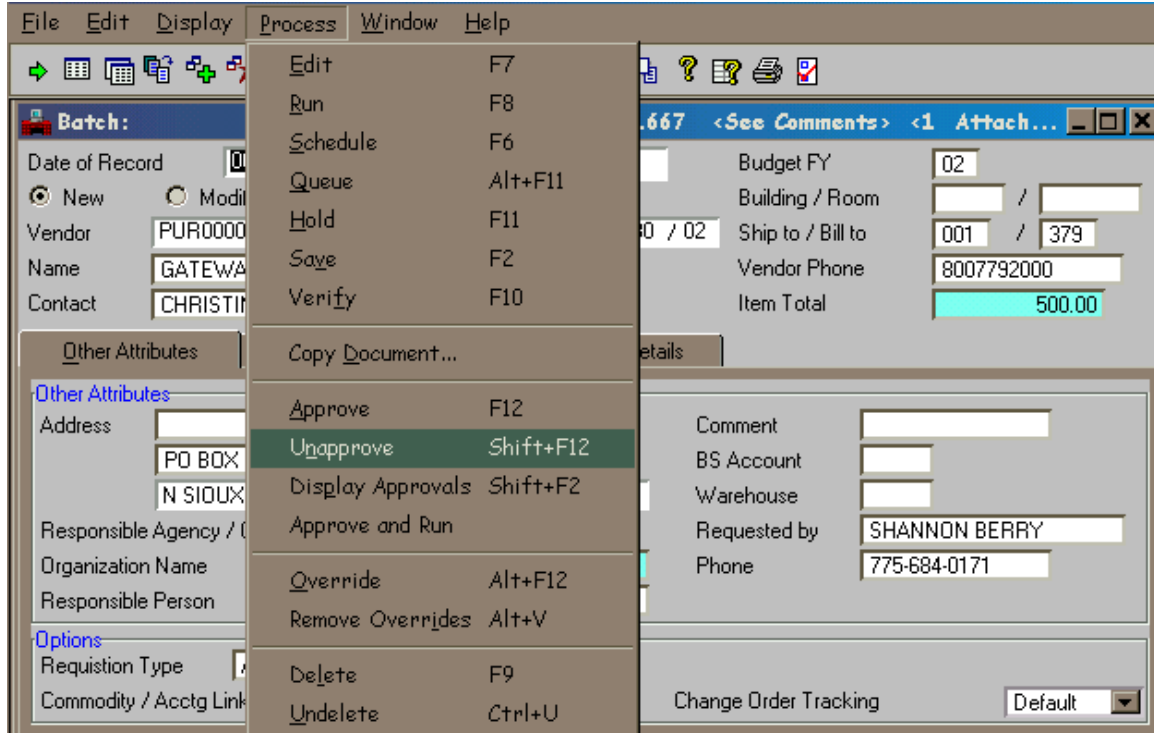 File Edit Display Process Window Help
Batch: .667 <See Comments> <1 Attach...
Date of Record Budget FY 02
New Modif Building / Room /
Vendor PUR0000 / 02 Ship to / Bill to 001 / 379
Name GATEWA Vendor Phone 8007792000
Contact CHRISTIN Item Total 500.00
Other Attributes etails
Other Attributes
Address Comment
PO BOX BS Account
N SIOUX Warehouse
Responsible Agency / Requested by SHANNON BERRY
Organization Name Phone 775-684-0171
Responsible Person
Options
Requistion Type
Commodity / Acctg Link Change Order Tracking Default
Edit F7
Run F8
Schedule F6
Queue Alt+F11
Hold F11
Save F2
Verify F10
Copy Document...
Approve F12
Unapprove Shift+F12
Display Approvals Shift+F2
Approve and Run
Override Alt+F12
Remove Overrides Alt+V
Delete F9
Undelete Ctrl+U